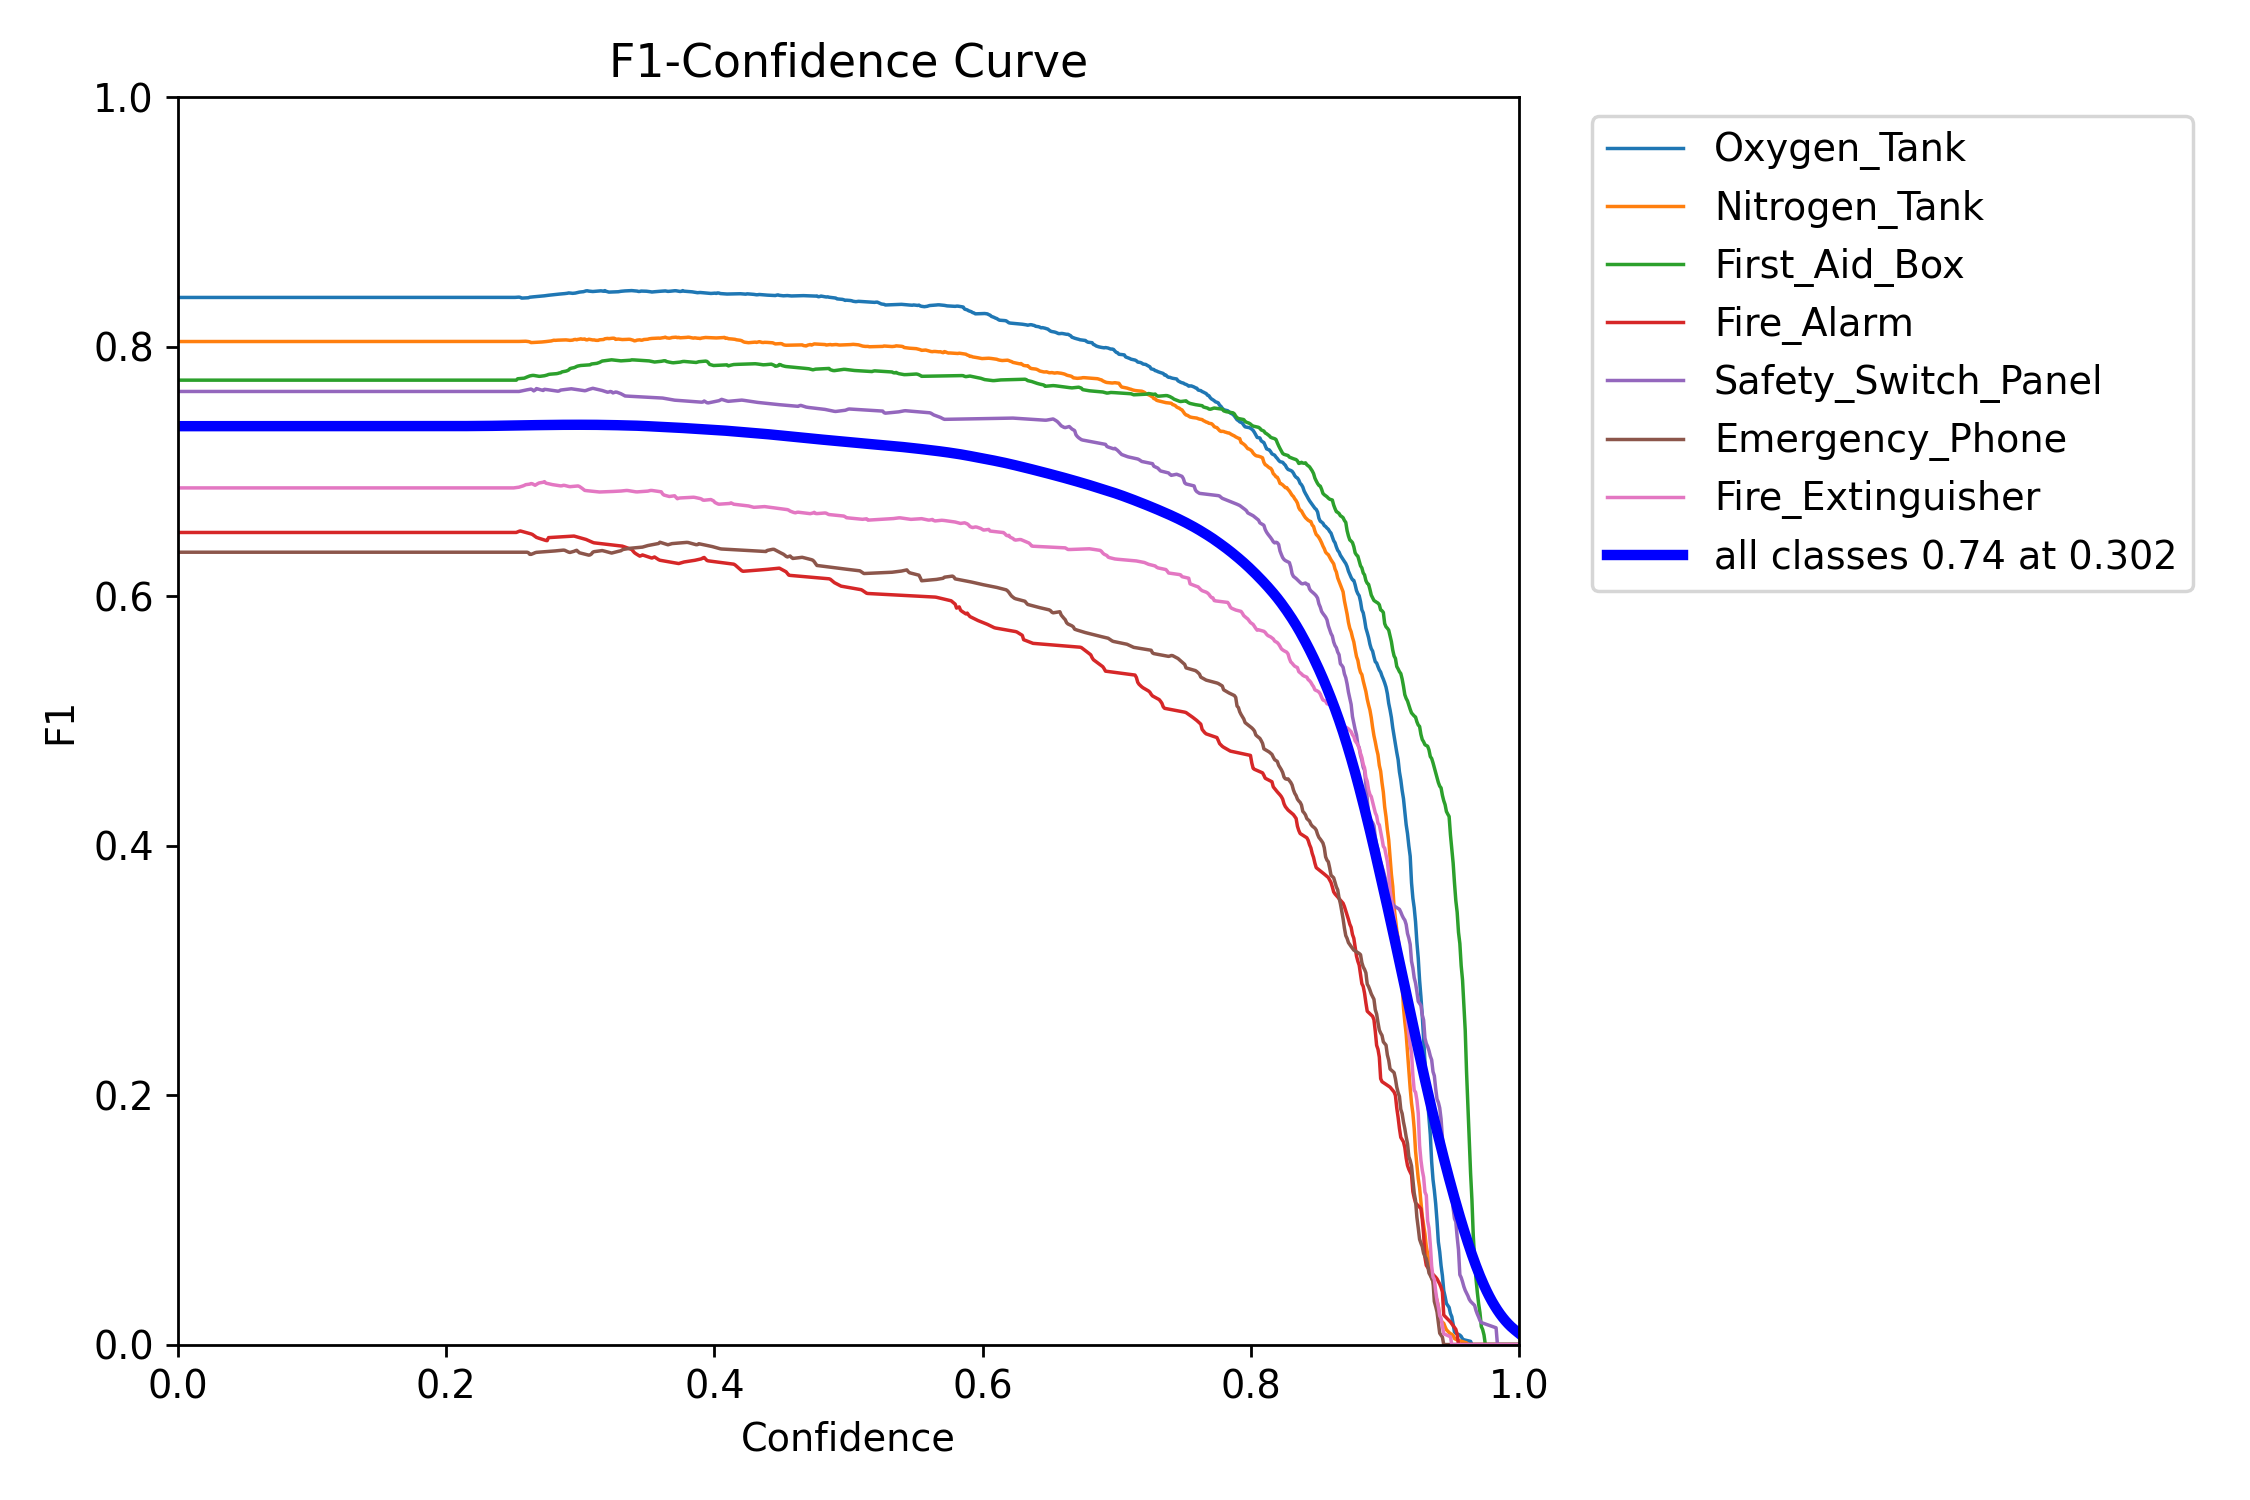 F1-Confidence Curve
1.0
0.8
0.6
0.4
0.2
0.0
F1
0.0 0.2 0.4 0.6 0.8 1.0
Confidence
Oxygen_Tank
Nitrogen_Tank
First_Aid_Box
Fire_Alarm
Safety_Switch_Panel
Emergency_Phone
Fire_Extinguisher
all classes 0.74 at 0.302